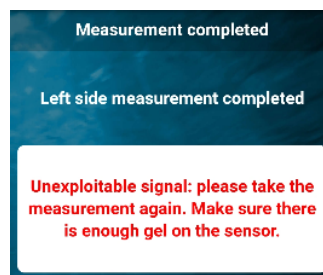 Measurement completed
Left side measurement completed
Unexploitable signal: please take the
measurement again. Make sure there
is enough gel on the sensor.